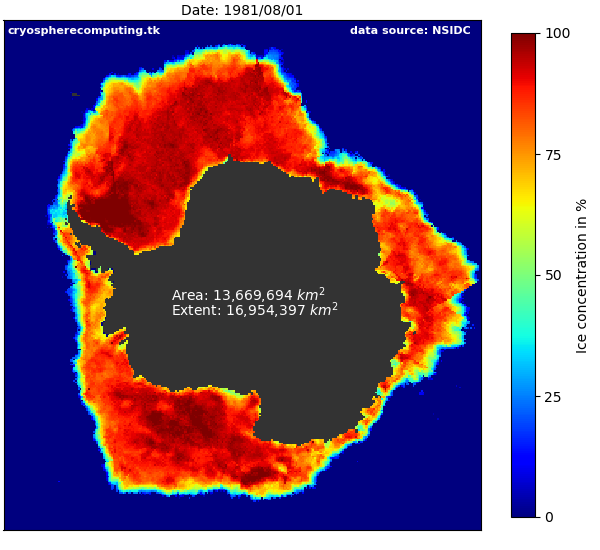 Date: 1981/08/01
cryospherecomputing.tk data source: NSIDC
100
75
50
25
0
Ice concentration in %
Area: 13,669,694 km²
Extent: 16,954,397 km²